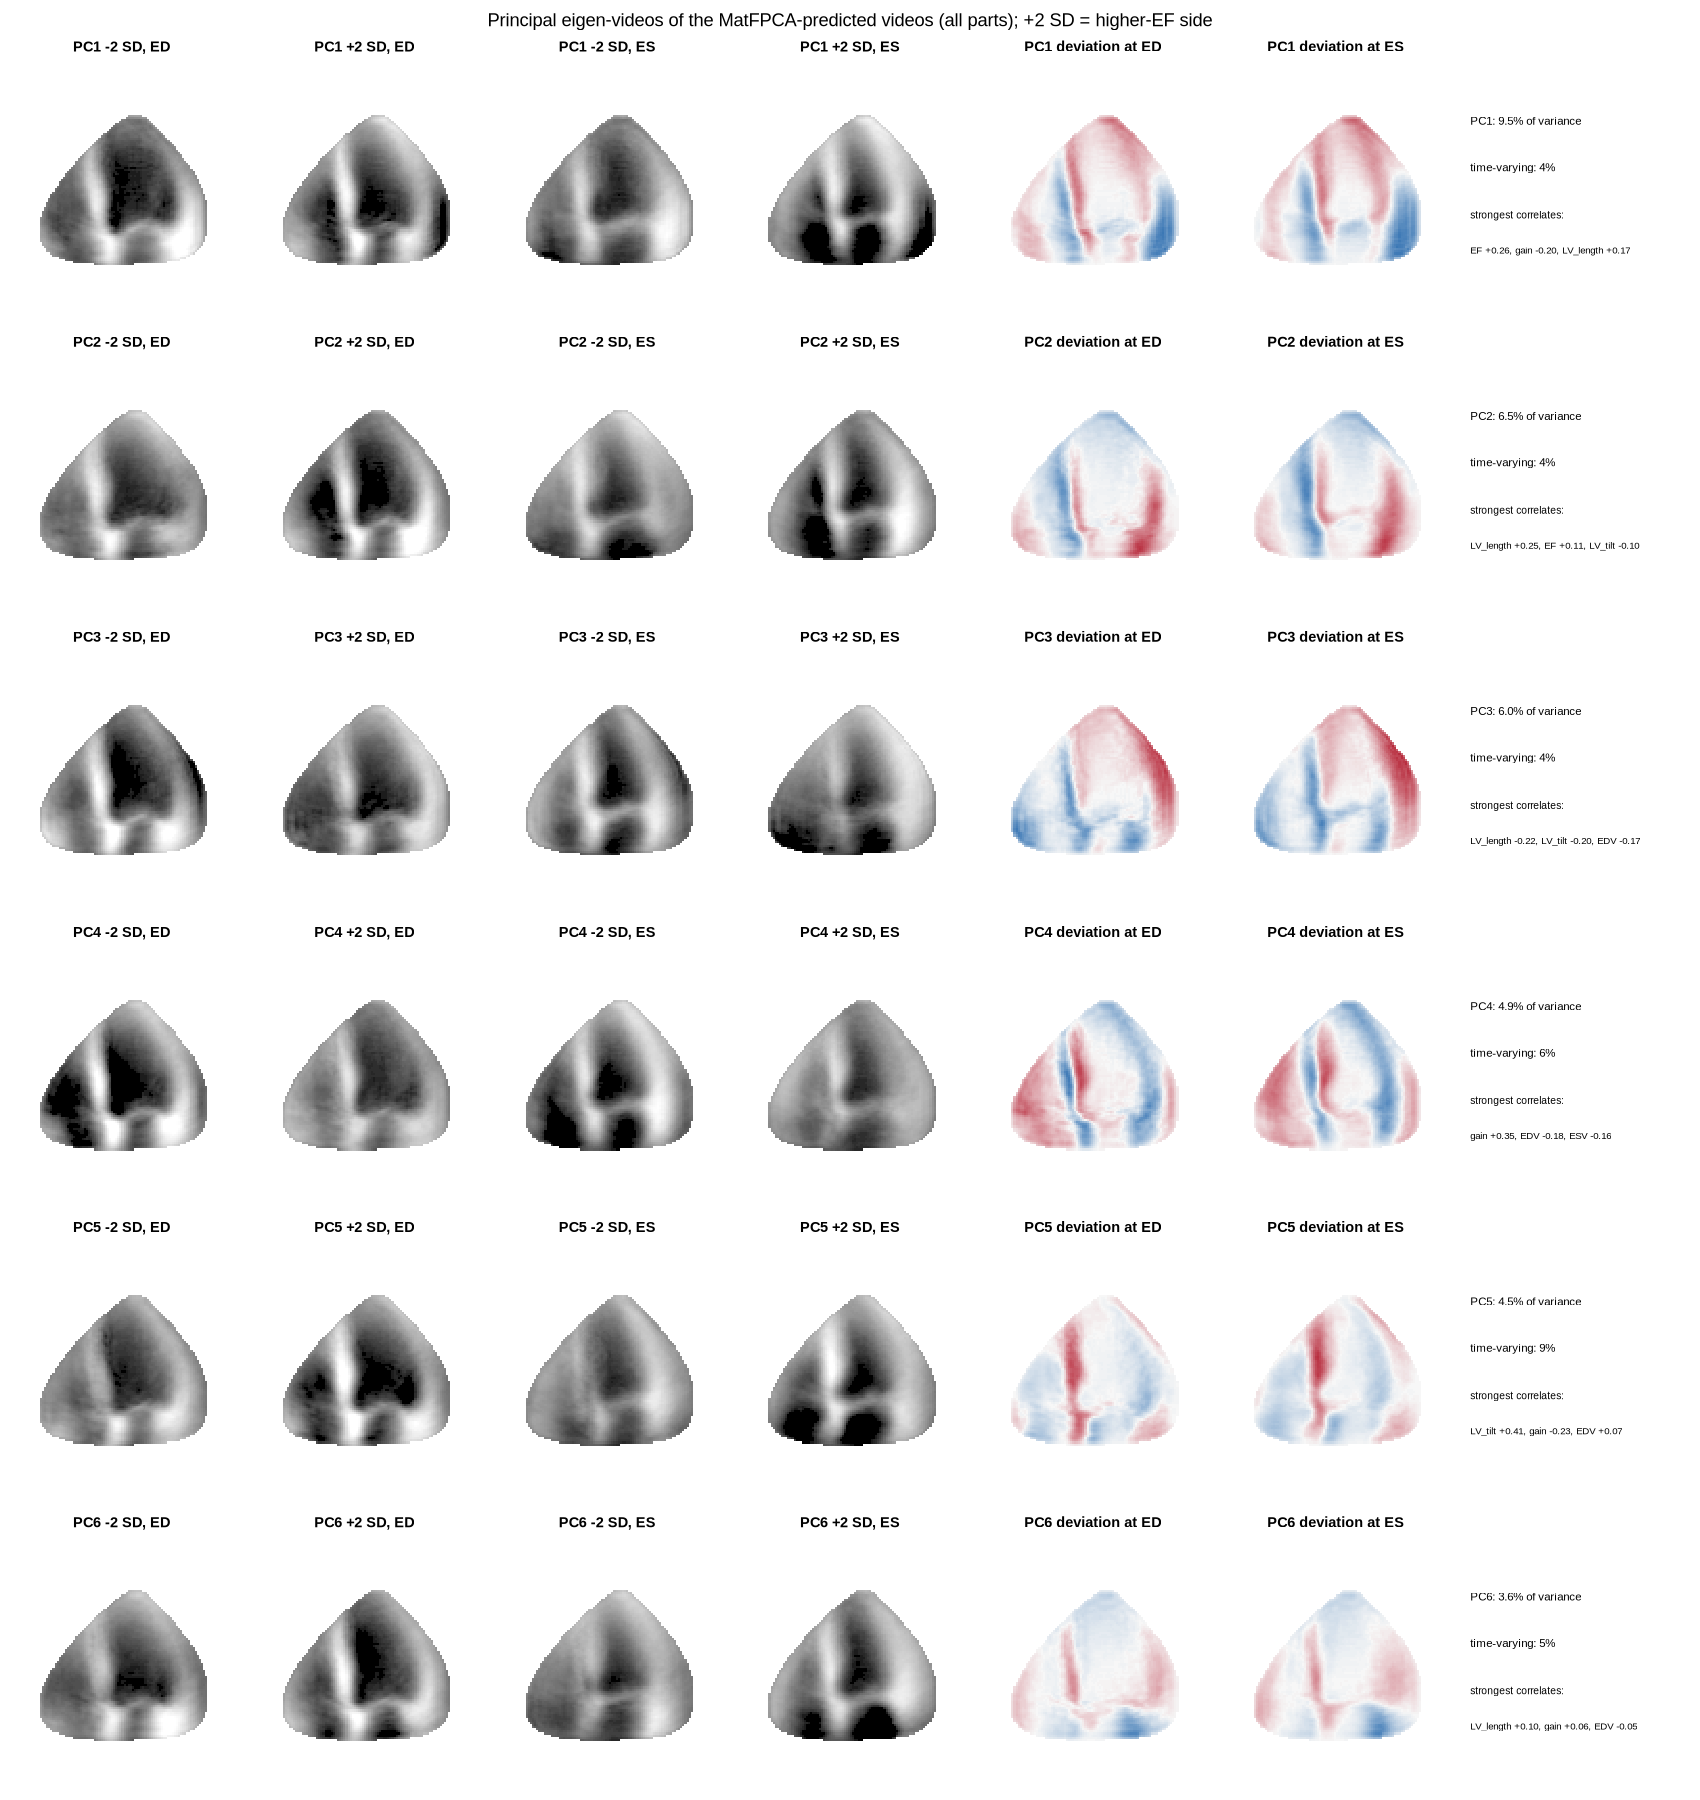 Principal eigen-videos of the MatFPCA-predicted videos (all parts); +2 SD = higher-EF side
PC1 -2 SD, ED
PC1 +2 SD, ED
PC1 -2 SD, ES
PC1 +2 SD, ES
PC1 deviation at ED
PC1 deviation at ES
PC1: 9.5% of variance
time-varying: 4%
strongest correlates:
EF +0.26, gain -0.20, LV_length +0.17
PC2 -2 SD, ED
PC2 +2 SD, ED
PC2 -2 SD, ES
PC2 +2 SD, ES
PC2 deviation at ED
PC2 deviation at ES
PC2: 6.5% of variance
time-varying: 4%
strongest correlates:
LV_length +0.25, EF +0.11, LV_tilt -0.10
PC3 -2 SD, ED
PC3 +2 SD, ED
PC3 -2 SD, ES
PC3 +2 SD, ES
PC3 deviation at ED
PC3 deviation at ES
PC3: 6.0% of variance
time-varying: 4%
strongest correlates:
LV_length -0.22, LV_tilt -0.20, EDV -0.17
PC4 -2 SD, ED
PC4 +2 SD, ED
PC4 -2 SD, ES
PC4 +2 SD, ES
PC4 deviation at ED
PC4 deviation at ES
PC4: 4.9% of variance
time-varying: 6%
strongest correlates:
gain +0.35, EDV -0.18, ESV -0.16
PC5 -2 SD, ED
PC5 +2 SD, ED
PC5 -2 SD, ES
PC5 +2 SD, ES
PC5 deviation at ED
PC5 deviation at ES
PC5: 4.5% of variance
time-varying: 9%
strongest correlates:
LV_tilt +0.41, gain -0.23, EDV +0.07
PC6 -2 SD, ED
PC6 +2 SD, ED
PC6 -2 SD, ES
PC6 +2 SD, ES
PC6 deviation at ED
PC6 deviation at ES
PC6: 3.6% of variance
time-varying: 5%
strongest correlates:
LV_length +0.10, gain +0.06, EDV -0.05